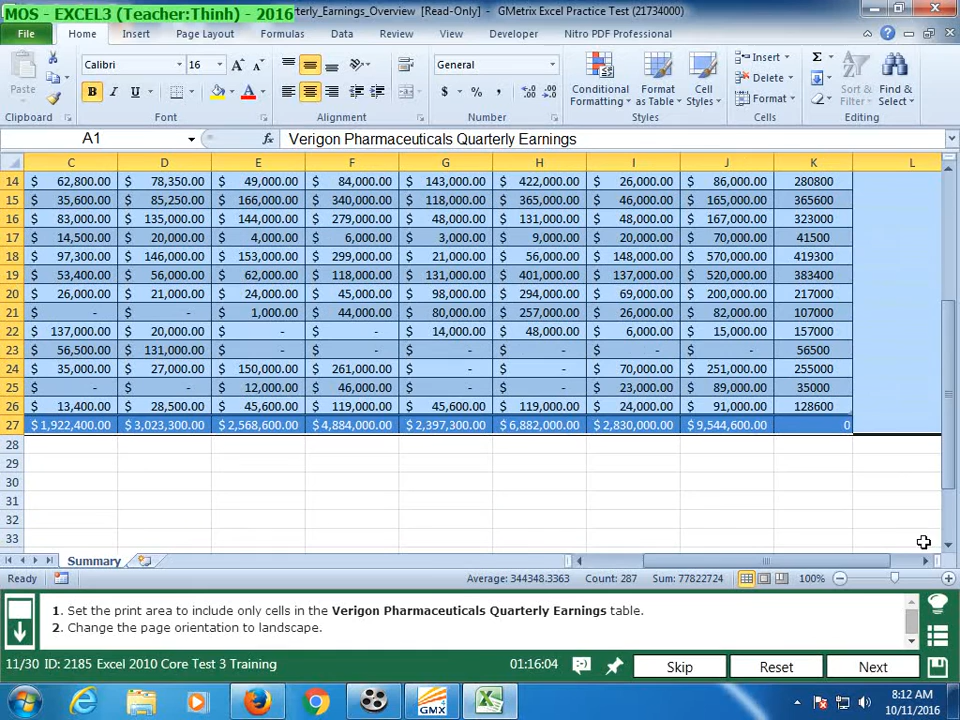 MOS - EXCEL3 (Teacher:Thinh) - 2016
rterly_Earnings_Overview [Read-Only] - GMetrix Excel Practice Test (21734000)
File Home Insert Page Layout Formulas Data Review View Developer Nitro PDF Professional
Paste Calibri 16 General Conditional Formatting Format as Table Cell Styles Insert Delete Format Sort & Filter Find & Select
Clipboard Font Alignment Number Styles Cells Editing
A1 fx Verigon Pharmaceuticals Quarterly Earnings
C D E F G H I J K L
14 $ 62,800.00 $ 78,350.00 $ 49,000.00 $ 84,000.00 $ 143,000.00 $ 422,000.00 $ 26,000.00 $ 86,000.00 280800
15 $ 35,600.00 $ 85,250.00 $ 166,000.00 $ 340,000.00 $ 118,000.00 $ 365,000.00 $ 46,000.00 $ 165,000.00 365600
16 $ 83,000.00 $ 135,000.00 $ 144,000.00 $ 279,000.00 $ 48,000.00 $ 131,000.00 $ 48,000.00 $ 167,000.00 323000
17 $ 14,500.00 $ 20,000.00 $ 4,000.00 $ 6,000.00 $ 3,000.00 $ 9,000.00 $ 20,000.00 $ 70,000.00 41500
18 $ 97,300.00 $ 146,000.00 $ 153,000.00 $ 299,000.00 $ 21,000.00 $ 56,000.00 $ 148,000.00 $ 570,000.00 419300
19 $ 53,400.00 $ 56,000.00 $ 62,000.00 $ 118,000.00 $ 131,000.00 $ 401,000.00 $ 137,000.00 $ 520,000.00 383400
20 $ 26,000.00 $ 21,000.00 $ 24,000.00 $ 45,000.00 $ 98,000.00 $ 294,000.00 $ 69,000.00 $ 200,000.00 217000
21 $ - $ - $ 1,000.00 $ 44,000.00 $ 80,000.00 $ 257,000.00 $ 26,000.00 $ 82,000.00 107000
22 $ 137,000.00 $ 20,000.00 $ - $ - $ 14,000.00 $ 48,000.00 $ 6,000.00 $ 15,000.00 157000
23 $ 56,500.00 $ 131,000.00 $ - $ - $ - $ - $ - $ - 56500
24 $ 35,000.00 $ 27,000.00 $ 150,000.00 $ 261,000.00 $ - $ - $ 70,000.00 $ 251,000.00 255000
25 $ - $ - $ 12,000.00 $ 46,000.00 $ - $ - $ 23,000.00 $ 89,000.00 35000
26 $ 13,400.00 $ 28,500.00 $ 45,600.00 $ 119,000.00 $ 45,600.00 $ 119,000.00 $ 24,000.00 $ 91,000.00 128600
27 $ 1,922,400.00 $ 3,023,300.00 $ 2,568,600.00 $ 4,884,000.00 $ 2,397,300.00 $ 6,882,000.00 $ 2,830,000.00 $ 9,544,600.00 0
28
29
30
31
32
33
Summary
Ready Average: 344348.3363 Count: 287 Sum: 77822724 100%
1. Set the print area to include only cells in the Verigon Pharmaceuticals Quarterly Earnings table.
2. Change the page orientation to landscape.
11/30 ID: 2185 Excel 2010 Core Test 3 Training 01:16:04 Skip Reset Next
GMX
8:12 AM
10/11/2016